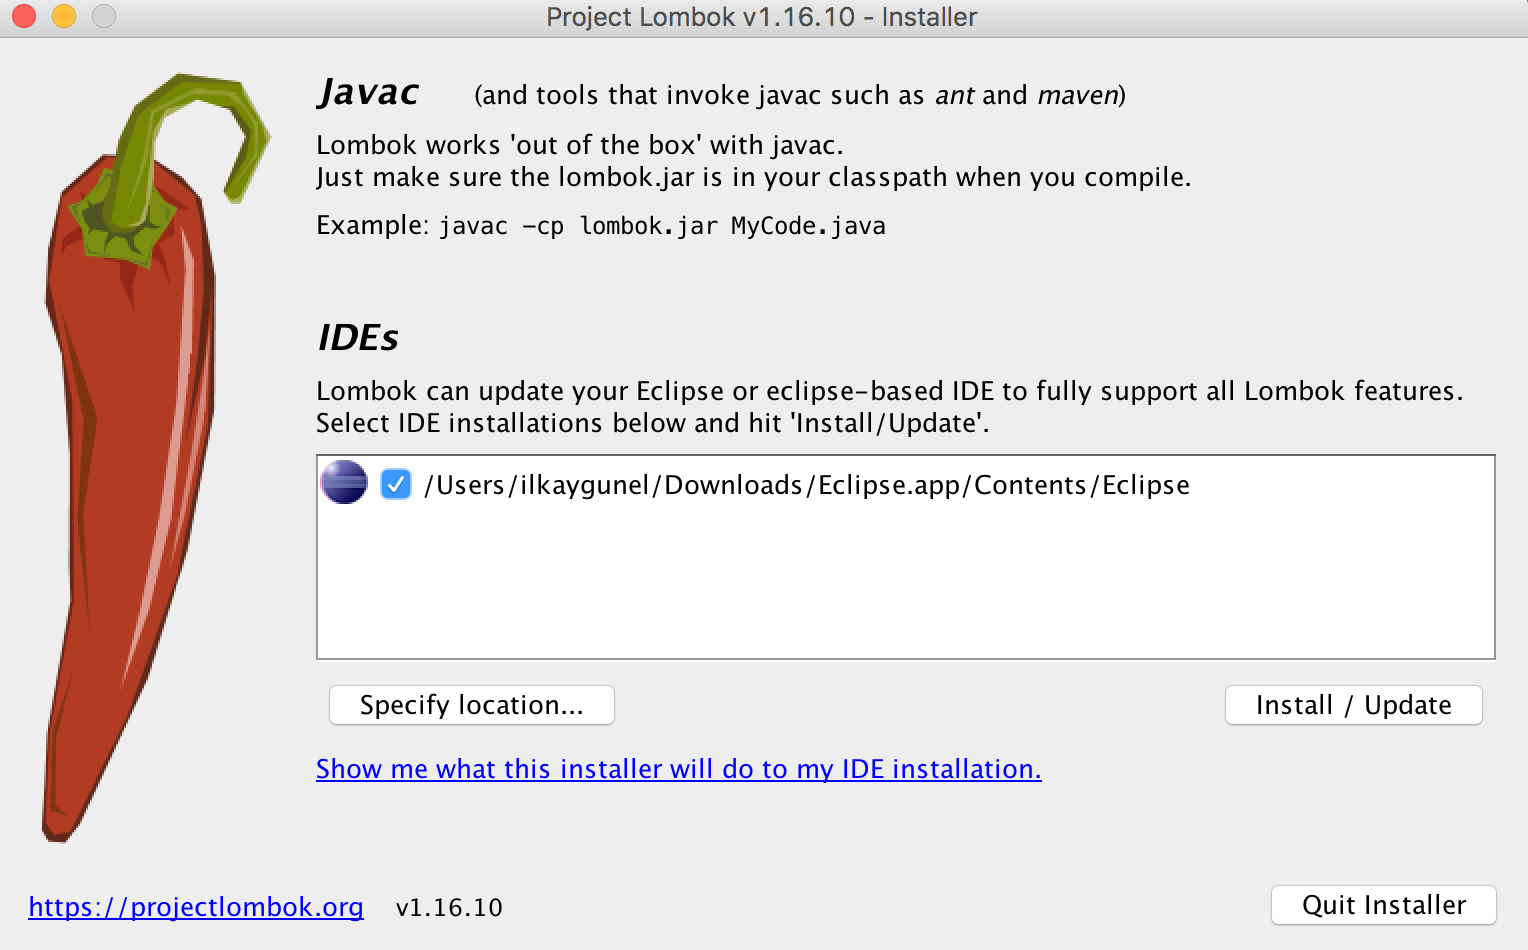 Project Lombok v1.16.10 - Installer
Javac (and tools that invoke javac such as ant and maven)
Lombok works 'out of the box' with javac.
Just make sure the lombok.jar is in your classpath when you compile.
Example: javac -cp lombok.jar MyCode.java
IDEs
Lombok can update your Eclipse or eclipse-based IDE to fully support all Lombok features.
Select IDE installations below and hit 'Install/Update'.
/Users/ilkaygunel/Downloads/Eclipse.app/Contents/Eclipse
Specify location... Install / Update
Show me what this installer will do to my IDE installation.
https://projectlombok.org v1.16.10 Quit Installer